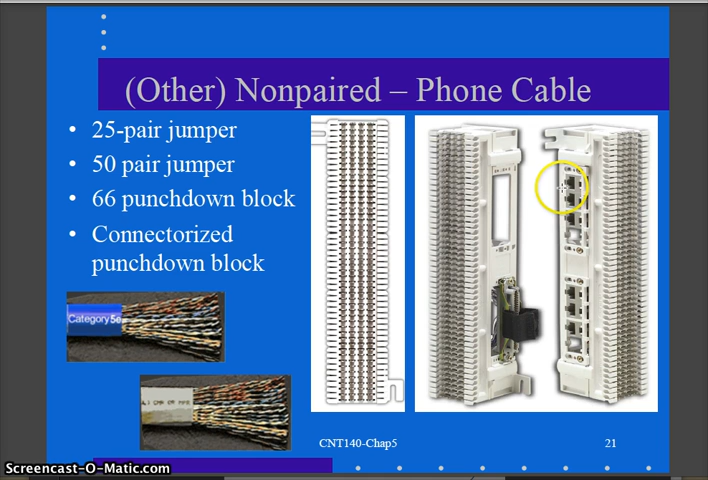 (Other) Nonpaired – Phone Cable
• 25-pair jumper
• 50 pair jumper
• 66 punchdown block
• Connectorized
punchdown block
Category 5e
CNT140-Chap5
21
Screencast-O-Matic.com